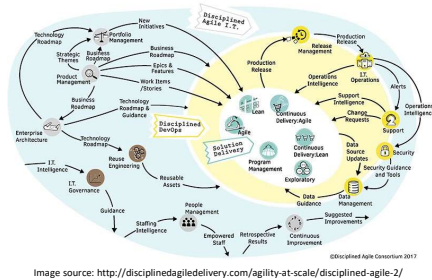 Disciplined
Agile I.T.
New
Initiatives
Technology
Roadmap
Portfolio
Management
Strategic
Themes
Business
Roadmap
Product
Management
Business
Roadmap
Epics &
Features
Work Items
/Stories
Business
Roadmap
Technology
Roadmap
& Guidance
Enterprise
Architecture
Technology
Roadmap
Reuse
Engineering
Reusable
Assets
I.T.
Intelligence
I.T.
Governance
Guidance
Staffing
Intelligence
People
Management
Empowered
Staff
Retrospective
Results
Continuous
Improvement
Suggested
Improvements
Disciplined
DevOps
Solution
Delivery
Production
Release
Release
Management
Production
Release
I.T.
Operations
Operations
Intelligence
Operations
Intelligence
Alerts
Support
Intelligence
Change
Requests
Support
Security
Data
Source
Updates
Security Guidance
and Tools
Data
Management
Data
Guidance
Lean
Continuous
Delivery:Agile
Agile
Continuous
Delivery:Lean
Program
Management
Exploratory
©Disciplined Agile Consortium 2017
Image source: http://disciplinedagiledelivery.com/agility-at-scale/disciplined-agile-2/